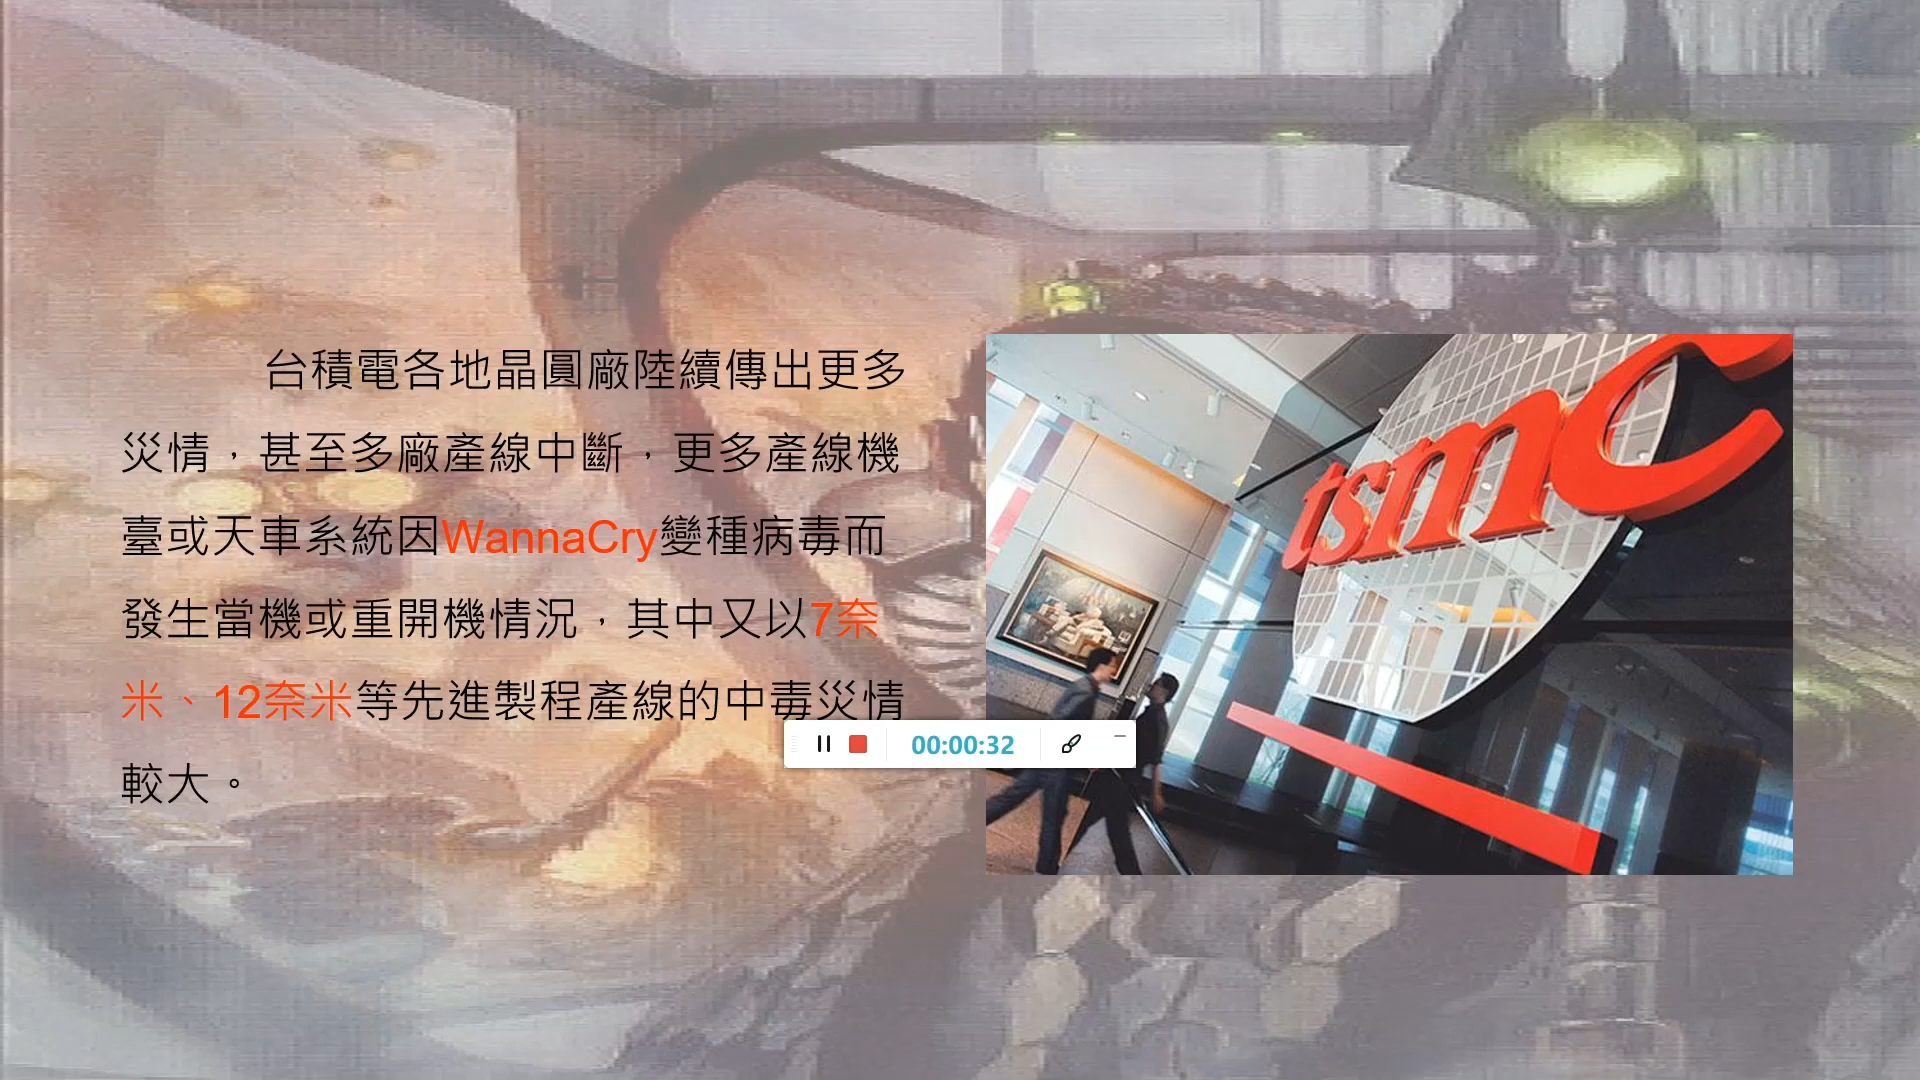 台積電各地晶圓廠陸續傳出更多
災情，甚至多廠產線中斷，更多產線機
臺或天車系統因WannaCry變種病毒而
發生當機或重開機情況，其中又以7奈
米、12奈米等先進製程產線的中毒災情
較大。
tsmc
00:00:32